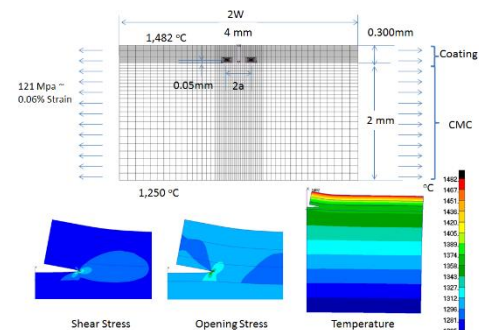 2W
1,482 °C
4 mm
0.300mm
Coating
121 Mpa ~
0.06% Strain
0.05mm
2a
2 mm
CMC
1,250 °C
°C
1482
1467
1451
1436
1420
1405
1389
1374
1358
1343
1327
1312
1296
1281
Shear Stress
Opening Stress
Temperature